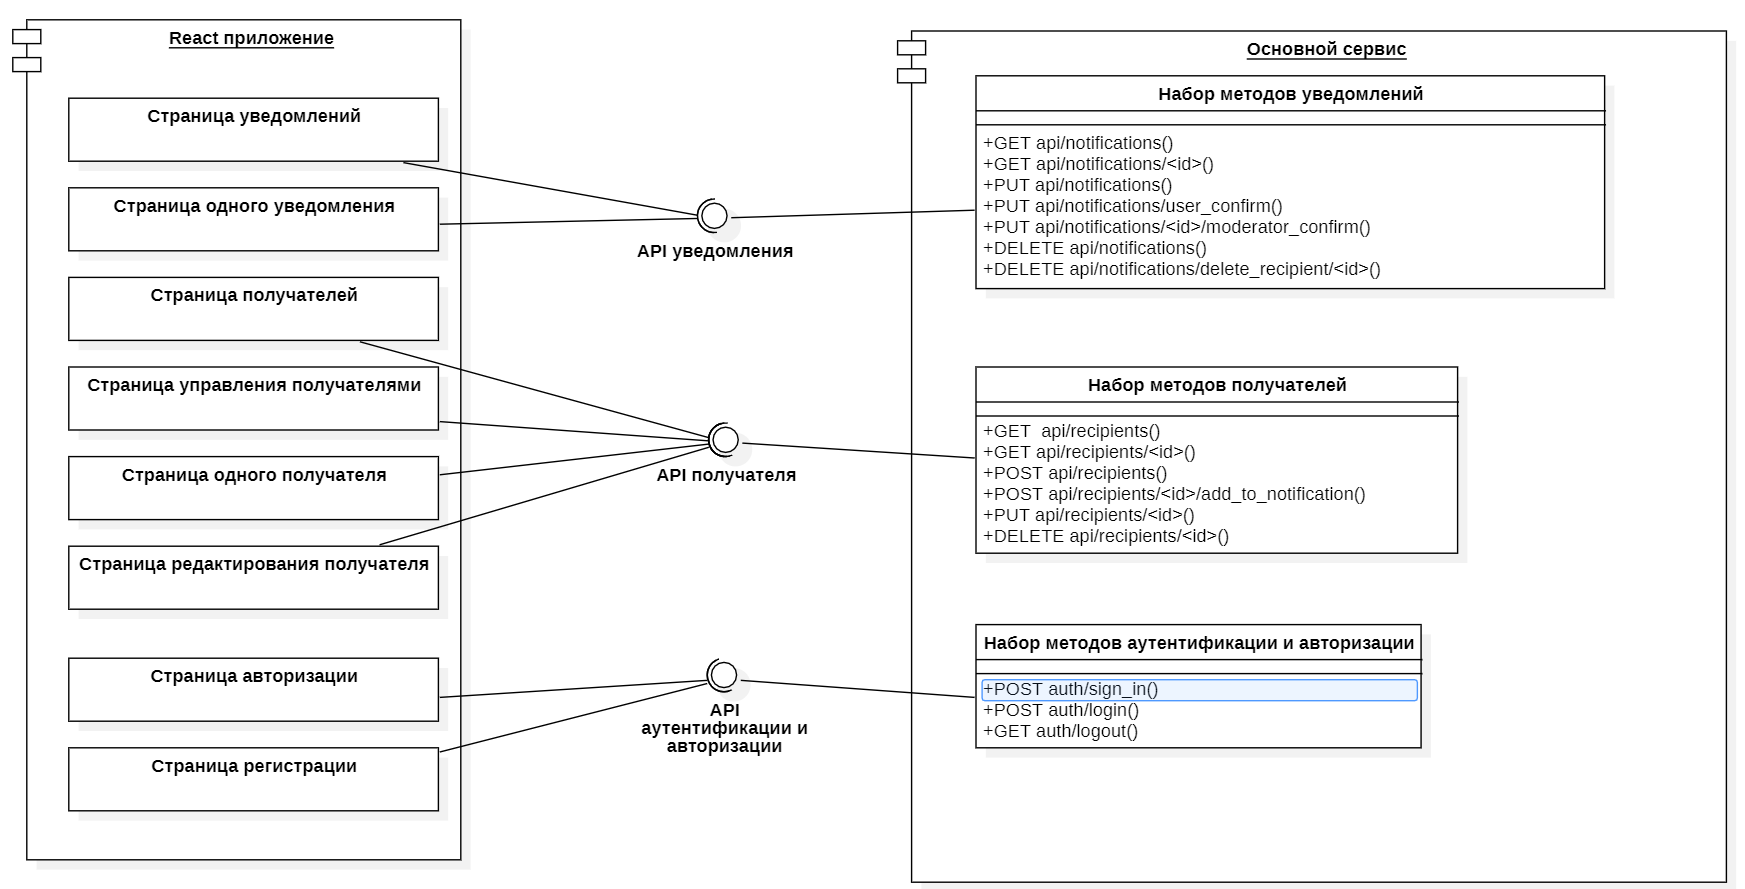 React приложение
Страница уведомлений
Страница одного уведомления
Страница получателей
Страница управления получателями
Страница одного получателя
Страница редактирования получателя
Страница авторизации
Страница регистрации
API уведомления
API получателя
API
аутентификации и
авторизации
Основной сервис
Набор методов уведомлений
+GET api/notifications()
+GET api/notifications/<id>()
+PUT api/notifications()
+PUT api/notifications/user_confirm()
+PUT api/notifications/<id>/moderator_confirm()
+DELETE api/notifications()
+DELETE api/notifications/delete_recipient/<id>()
Набор методов получателей
+GET  api/recipients()
+GET api/recipients/<id>()
+POST api/recipients()
+POST api/recipients/<id>/add_to_notification()
+PUT api/recipients/<id>()
+DELETE api/recipients/<id>()
Набор методов аутентификации и авторизации
+POST auth/sign_in()
+POST auth/login()
+GET auth/logout()